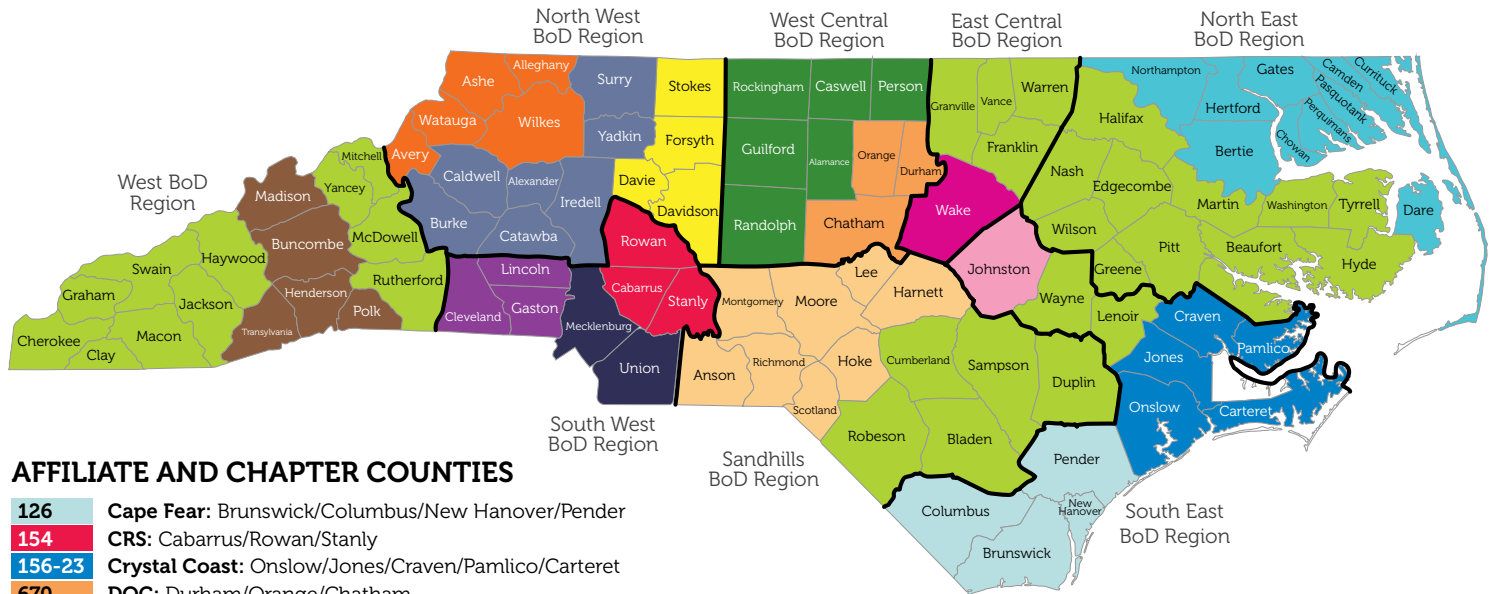 North West
BoD Region
West Central
BoD Region
East Central
BoD Region
North East
BoD Region
West BoD
Region
South West
BoD Region
Sandhills
BoD Region
South East
BoD Region
Ashe
Alleghany
Surry
Stokes
Rockingham
Caswell
Person
Granville
Vance
Warren
Northampton
Gates
Camden
Currituck
Pasquotank
Perquimans
Chowan
Hertford
Halifax
Watauga
Wilkes
Yadkin
Forsyth
Guilford
Alamance
Orange
Durham
Franklin
Nash
Edgecombe
Bertie
Mitchell
Avery
Caldwell
Alexander
Davie
Iredell
Davidson
Randolph
Chatham
Wake
Wilson
Martin
Washington
Tyrrell
Dare
Madison
Yancey
Burke
Catawba
Rowan
Pitt
Beaufort
Hyde
Buncombe
McDowell
Haywood
Swain
Graham
Jackson
Henderson
Rutherford
Polk
Transylvania
Cherokee
Macon
Clay
Lincoln
Gaston
Cleveland
Cabarrus
Stanly
Mecklenburg
Union
Montgomery
Moore
Lee
Harnett
Johnston
Greene
Wayne
Lenoir
Craven
Pamlico
Jones
Anson
Richmond
Hoke
Scotland
Cumberland
Sampson
Duplin
Onslow
Carteret
Robeson
Bladen
Pender
Columbus
New
Hanover
Brunswick
AFFILIATE AND CHAPTER COUNTIES
126 Cape Fear: Brunswick/Columbus/New Hanover/Pender
154 CRS: Cabarrus/Rowan/Stanly
156-23 Crystal Coast: Onslow/Jones/Craven/Pamlico/Carteret
670 DOC: Durham/Orange/Chatham